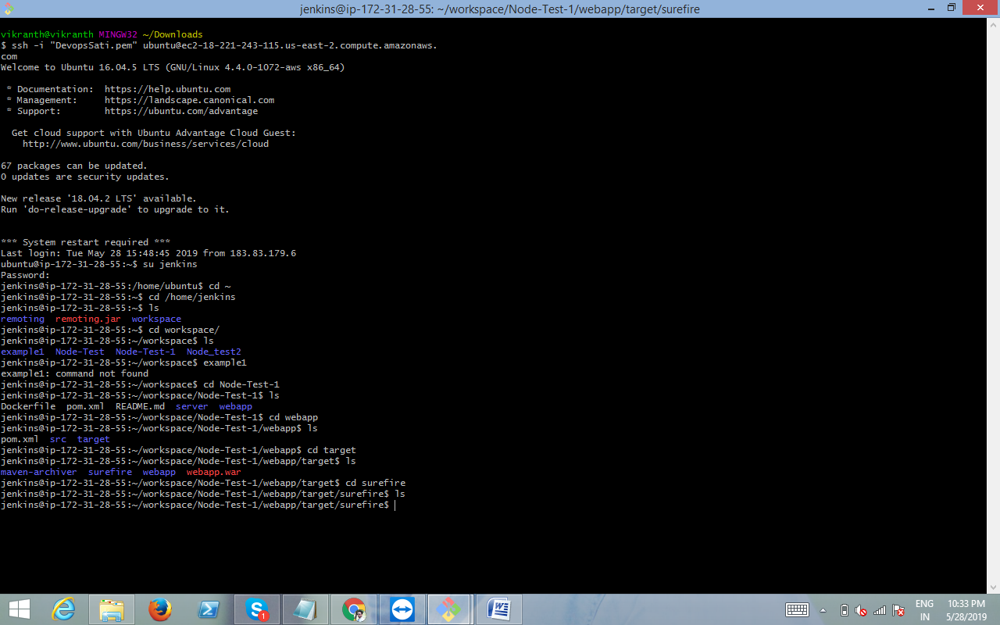 jenkins@ip-172-31-28-55: ~/workspace/Node-Test-1/webapp/target/surefire
vikranth@vikranth MINGW32 ~/Downloads
$ ssh -i "DevopsSati.pem" ubuntu@ec2-18-221-243-115.us-east-2.compute.amazonaws.
com
Welcome to Ubuntu 16.04.5 LTS (GNU/Linux 4.4.0-1072-aws x86_64)
* Documentation:  https://help.ubuntu.com
* Management:     https://landscape.canonical.com
* Support:        https://ubuntu.com/advantage
Get cloud support with Ubuntu Advantage Cloud Guest:
http://www.ubuntu.com/business/services/cloud
67 packages can be updated.
0 updates are security updates.
New release '18.04.2 LTS' available.
Run 'do-release-upgrade' to upgrade to it.
*** System restart required ***
Last login: Tue May 28 15:48:45 2019 from 183.83.179.6
ubuntu@ip-172-31-28-55:~$ su jenkins
Password:
jenkins@ip-172-31-28-55:/home/ubuntu$ cd ~
jenkins@ip-172-31-28-55:~$ cd /home/jenkins
jenkins@ip-172-31-28-55:~$ ls
remoting  remoting.jar  workspace
jenkins@ip-172-31-28-55:~$ cd workspace/
jenkins@ip-172-31-28-55:~/workspace$ ls
example1  Node-Test  Node-Test-1  Node_test2
jenkins@ip-172-31-28-55:~/workspace$ example1
example1: command not found
jenkins@ip-172-31-28-55:~/workspace$ cd Node-Test-1
jenkins@ip-172-31-28-55:~/workspace/Node-Test-1$ ls
Dockerfile  pom.xml  README.md  server  webapp
jenkins@ip-172-31-28-55:~/workspace/Node-Test-1$ cd webapp
jenkins@ip-172-31-28-55:~/workspace/Node-Test-1/webapp$ ls
pom.xml  src  target
jenkins@ip-172-31-28-55:~/workspace/Node-Test-1/webapp$ cd target
jenkins@ip-172-31-28-55:~/workspace/Node-Test-1/webapp/target$ ls
maven-archiver  surefire  webapp  webapp.war
jenkins@ip-172-31-28-55:~/workspace/Node-Test-1/webapp/target$ cd surefire
jenkins@ip-172-31-28-55:~/workspace/Node-Test-1/webapp/target/surefire$ ls
jenkins@ip-172-31-28-55:~/workspace/Node-Test-1/webapp/target/surefire$
1
ENG 10:33 PM
IN 5/28/2019